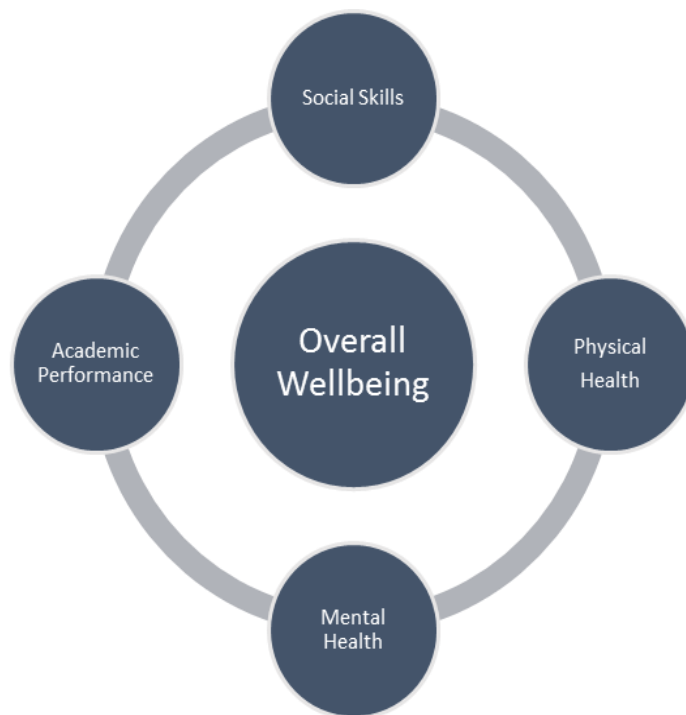 Social Skills
Academic
Performance
Overall
Wellbeing
Physical
Health
Mental
Health